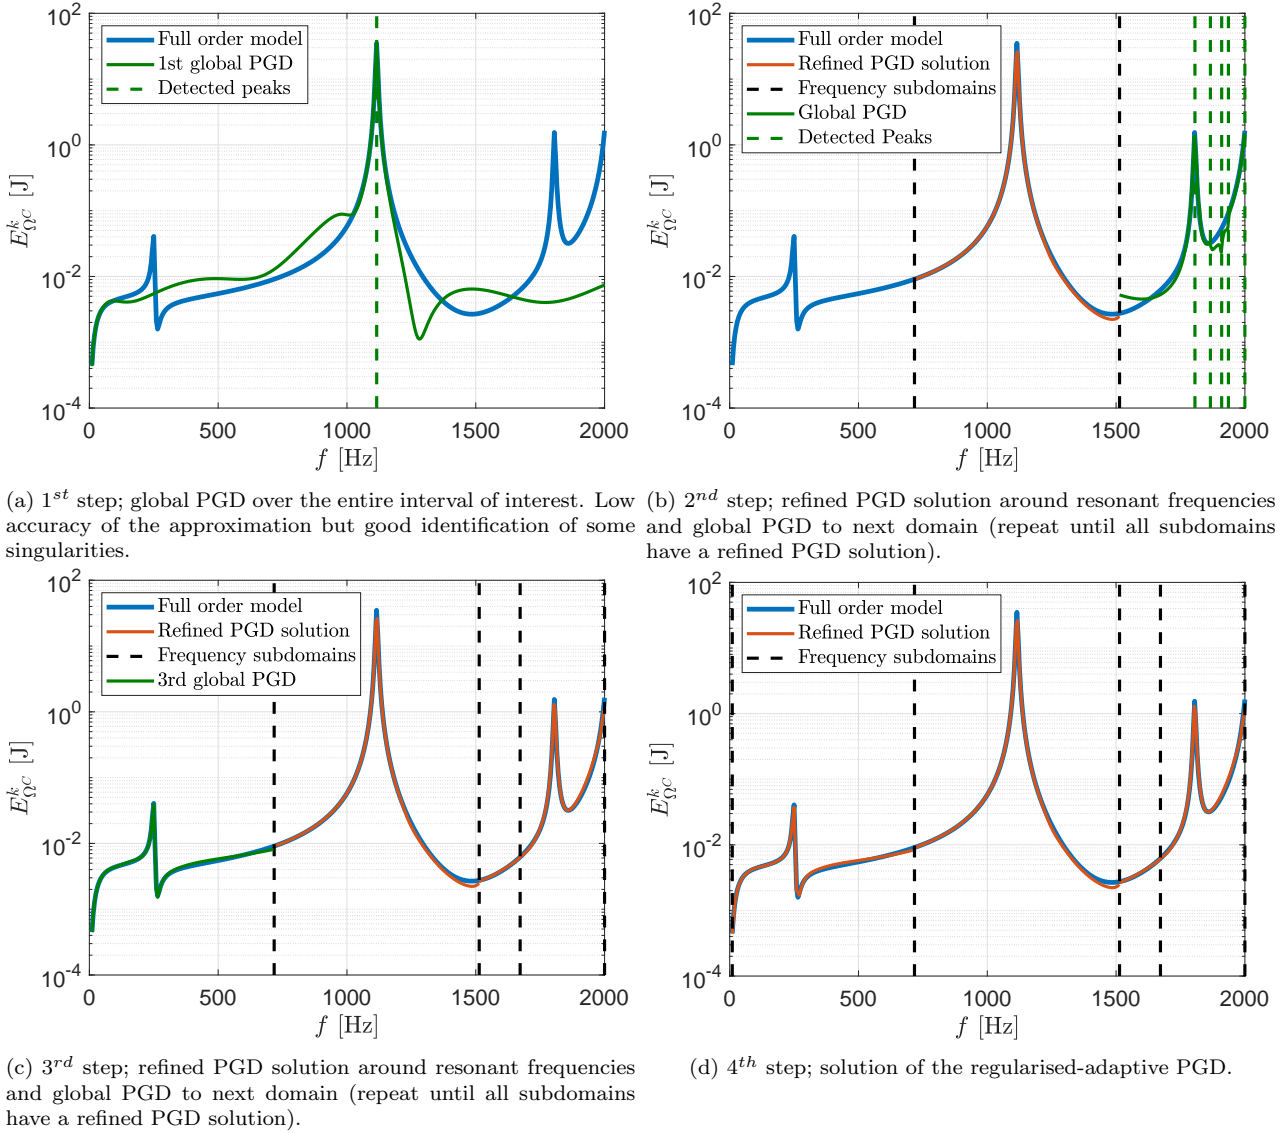 10^2
10^0
10^-2
10^-4
E^k_{Ω^C} [J]
Full order model
1st global PGD
Detected peaks
0 500 1000 1500 2000
f [Hz]
10^2
10^0
10^-2
10^-4
E^k_{Ω^C} [J]
Full order model
Refined PGD solution
Frequency subdomains
Global PGD
Detected Peaks
0 500 1000 1500 2000
f [Hz]
(a) 1^st step; global PGD over the entire interval of interest. Low
accuracy of the approximation but good identification of some
singularities.
(b) 2^nd step; refined PGD solution around resonant frequencies
and global PGD to next domain (repeat until all subdomains
have a refined PGD solution).
10^2
10^0
10^-2
10^-4
E^k_{Ω^C} [J]
Full order model
Refined PGD solution
Frequency subdomains
3rd global PGD
0 500 1000 1500 2000
f [Hz]
10^2
10^0
10^-2
10^-4
E^k_{Ω^C} [J]
Full order model
Refined PGD solution
Frequency subdomains
0 500 1000 1500 2000
f [Hz]
(c) 3^rd step; refined PGD solution around resonant frequencies
and global PGD to next domain (repeat until all subdomains
have a refined PGD solution).
(d) 4^th step; solution of the regularised-adaptive PGD.